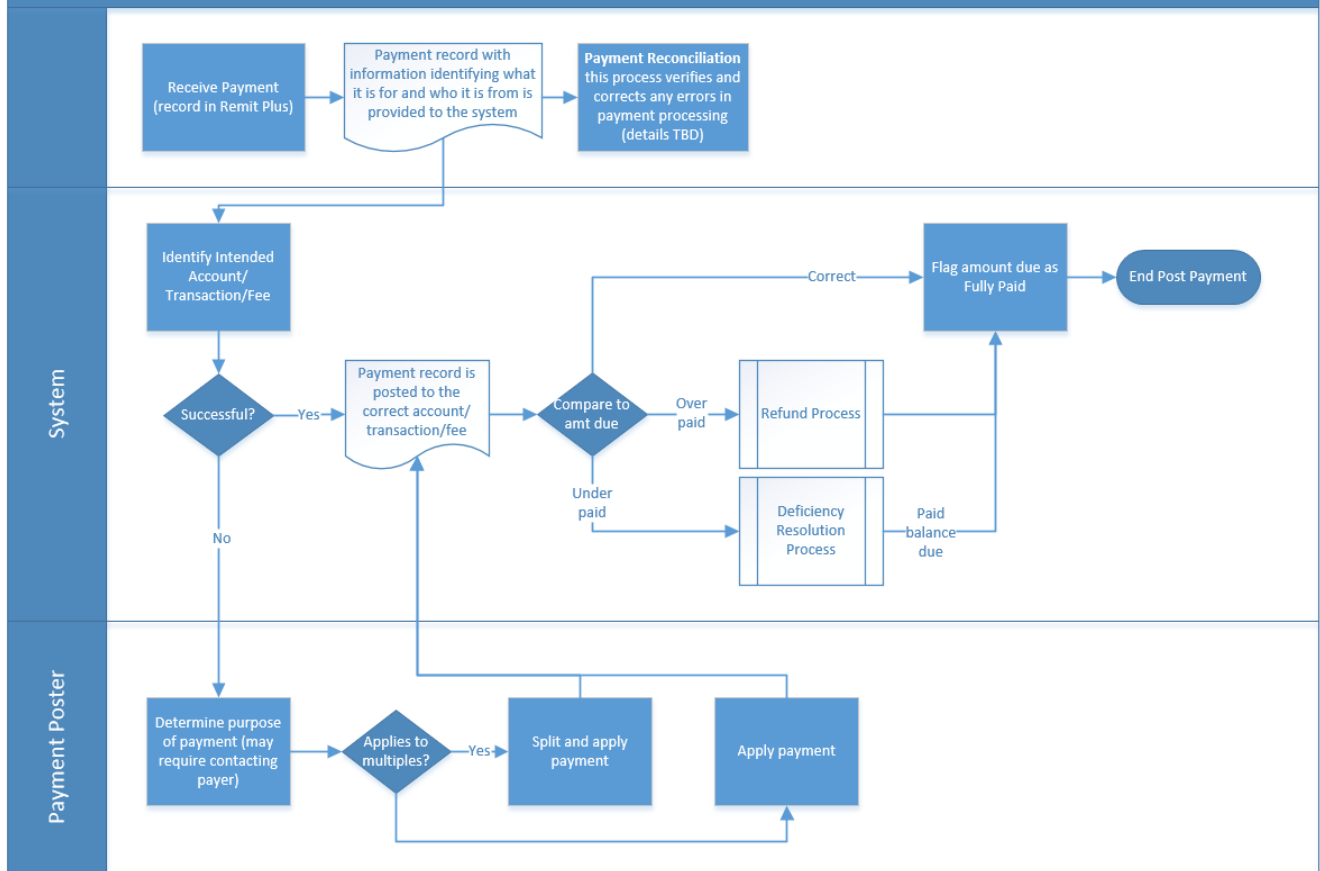 Receive Payment
(record in Remit Plus)
Payment record with
information identifying what
it is for and who it is from is
provided to the system
Payment Reconciliation
this process verifies and
corrects any errors in
payment processing
(details TBD)
System
Identify Intended
Account/
Transaction/Fee
Successful?
Yes
No
Payment record is
posted to the
correct account/
transaction/fee
Compare to
amt due
Correct
Over
paid
Under
paid
Refund Process
Deficiency
Resolution
Process
Paid
balance
due
Flag amount due as
Fully Paid
End Post Payment
Payment Poster
Determine purpose
of payment (may
require contacting
payer)
Applies to
multiples?
Yes
Split and apply
payment
Apply payment